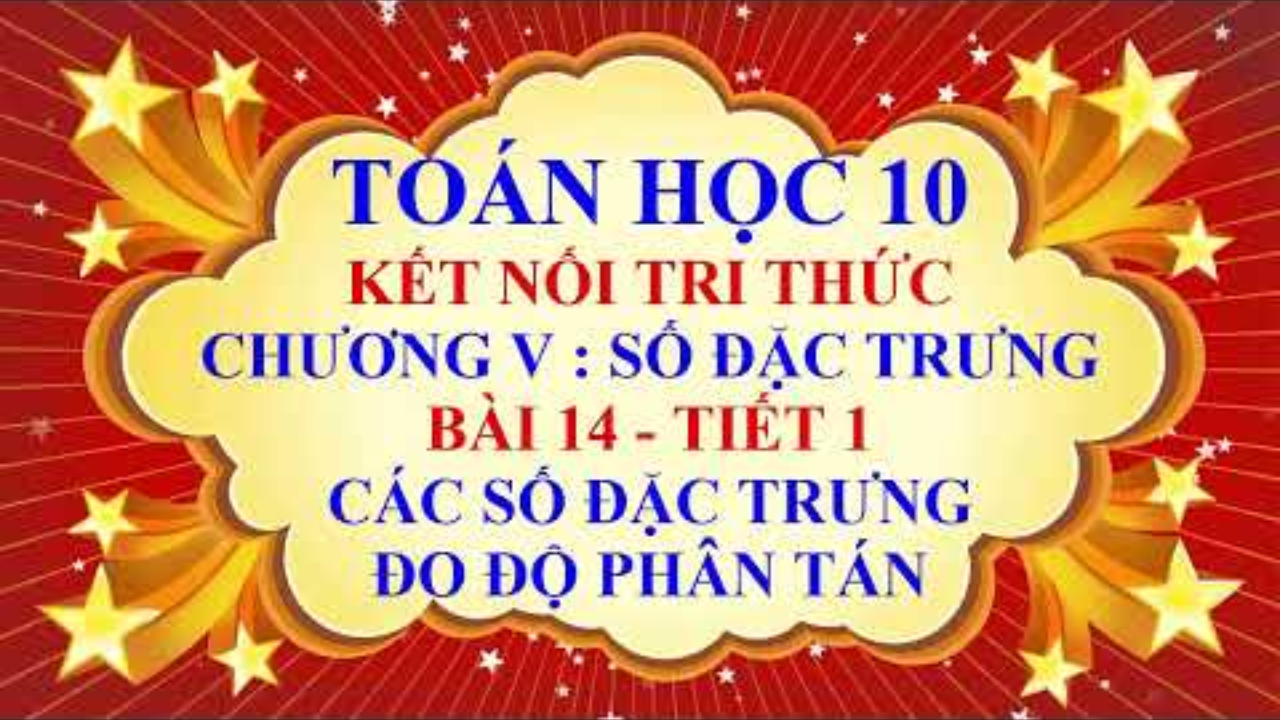 TOÁN HỌC 10
KẾT NỐI TRI THỨC
CHƯƠNG V : SỐ ĐẶC TRƯNG
BÀI 14 - TIẾT 1
CÁC SỐ ĐẶC TRƯNG
ĐO ĐỘ PHÂN TÁN